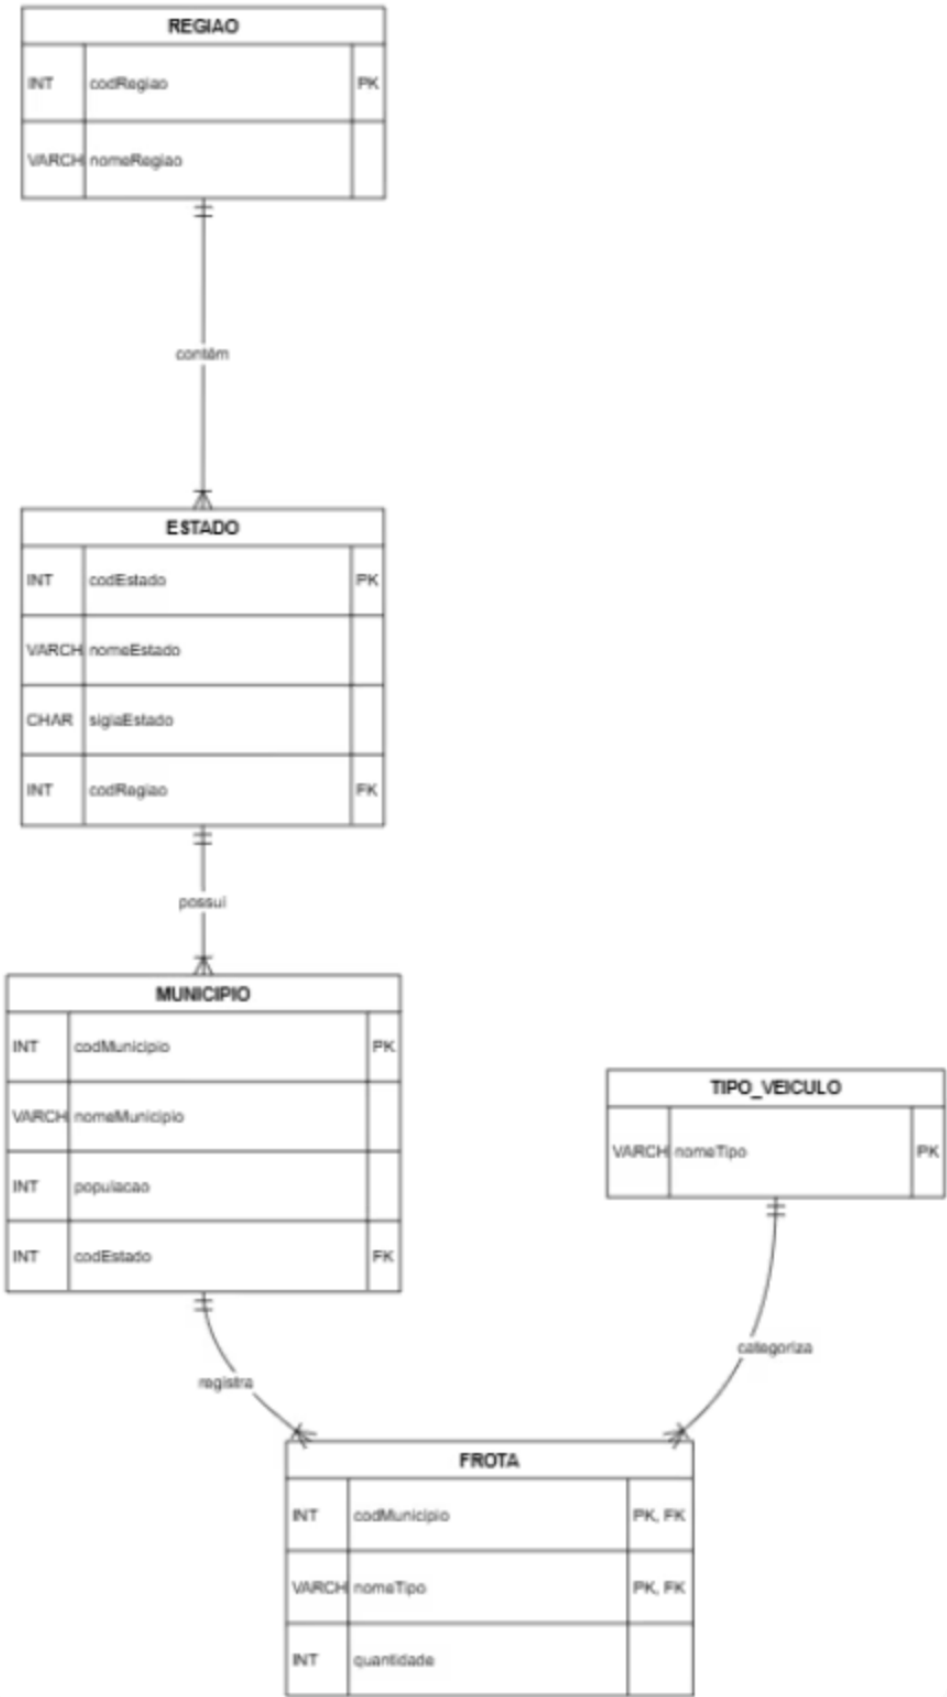 REGIAO
INT codRegiao PK
VARCH nomeRegiao
contém
ESTADO
INT codEstado PK
VARCH nomeEstado
CHAR siglaEstado
INT codRegiao FK
possui
MUNICIPIO
INT codMunicipio PK
VARCH nomeMunicipio
INT populacao
INT codEstado FK
TIPO_VEICULO
VARCH nomeTipo PK
categoriza
registra
FROTA
INT codMunicipio PK, FK
VARCH nomeTipo PK, FK
INT quantidade